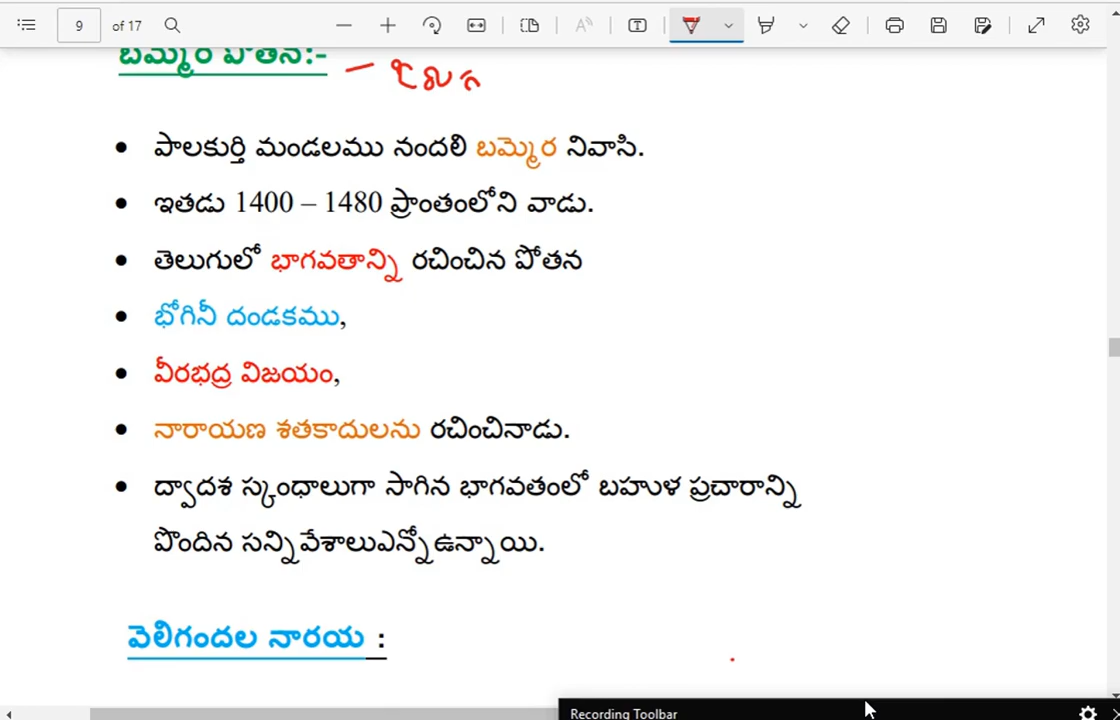 9 of 17
బమ్మెర పోతన:-
పాలకుర్తి మండలము నందలి బమ్మెర నివాసి.
ఇతడు 1400 – 1480 ప్రాంతంలోని వాడు.
తెలుగులో భాగవతాన్ని రచించిన పోతన
భోగినీ దండకము,
వీరభద్ర విజయం,
నారాయణ శతకాదులను రచించినాడు.
ద్వాదశ స్కంధాలుగా సాగిన భాగవతంలో బహుళ ప్రచారాన్ని
పొందిన సన్నివేశాలుఎన్నోఉన్నాయి.
వెలిగందల నారయ :
Recording Toolbar